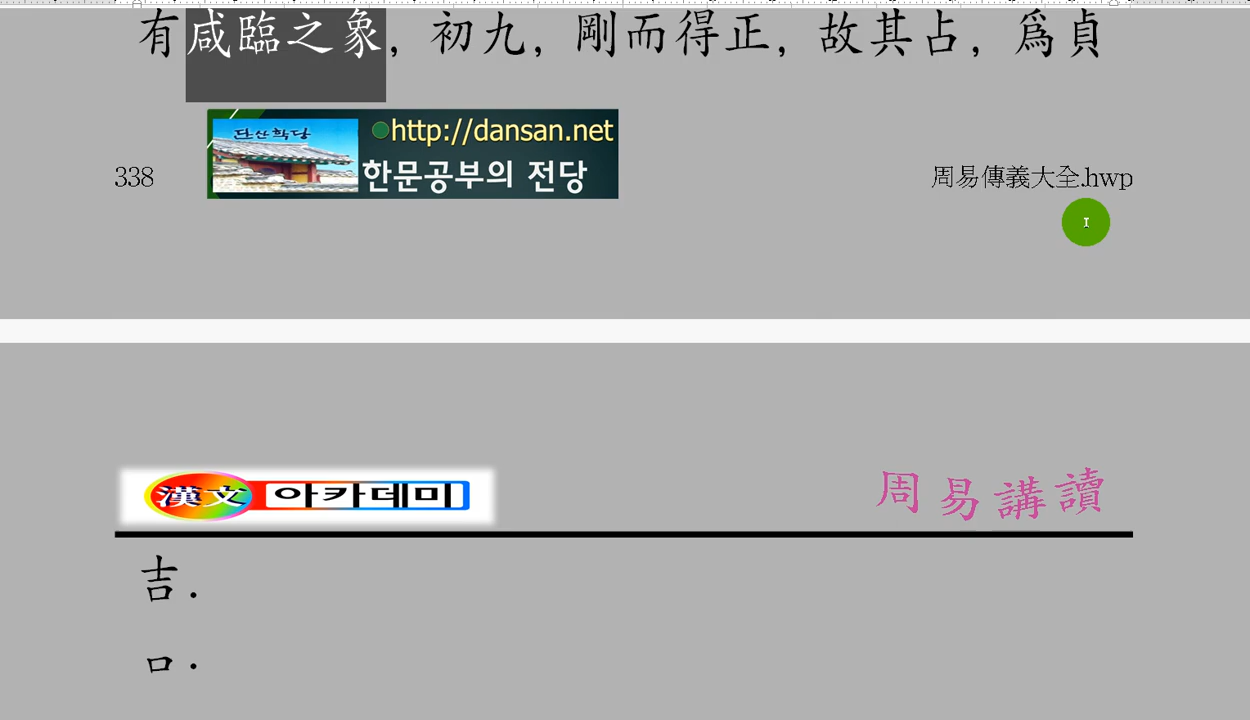 有咸臨之象, 初九, 剛而得正, 故其占, 爲貞
단산학당
http://dansan.net
한문공부의 전당
338
周易傳義大全.hwp
漢文 아카데미
周易講讀
吉.
口.